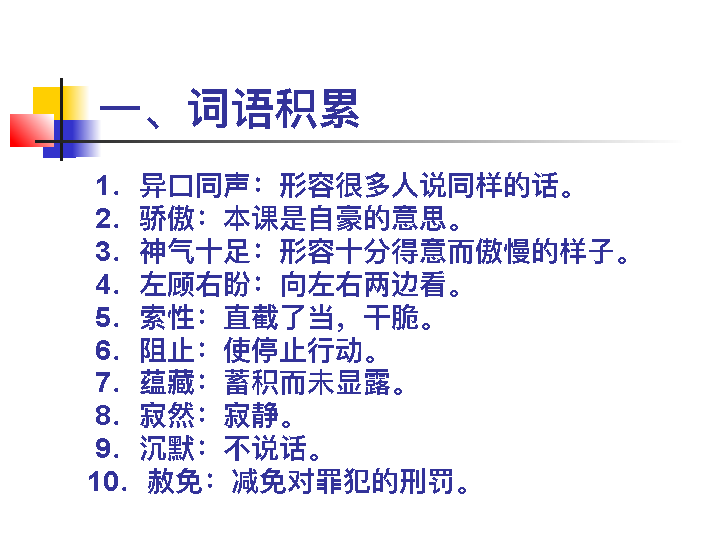 一、词语积累
1．异口同声：形容很多人说同样的话。
2．骄傲：本课是自豪的意思。
3．神气十足：形容十分得意而傲慢的样子。
4．左顾右盼：向左右两边看。
5．索性：直截了当，干脆。
6．阻止：使停止行动。
7．蕴藏：蓄积而未显露。
8．寂然：寂静。
9．沉默：不说话。
10．赦免：减免对罪犯的刑罚。